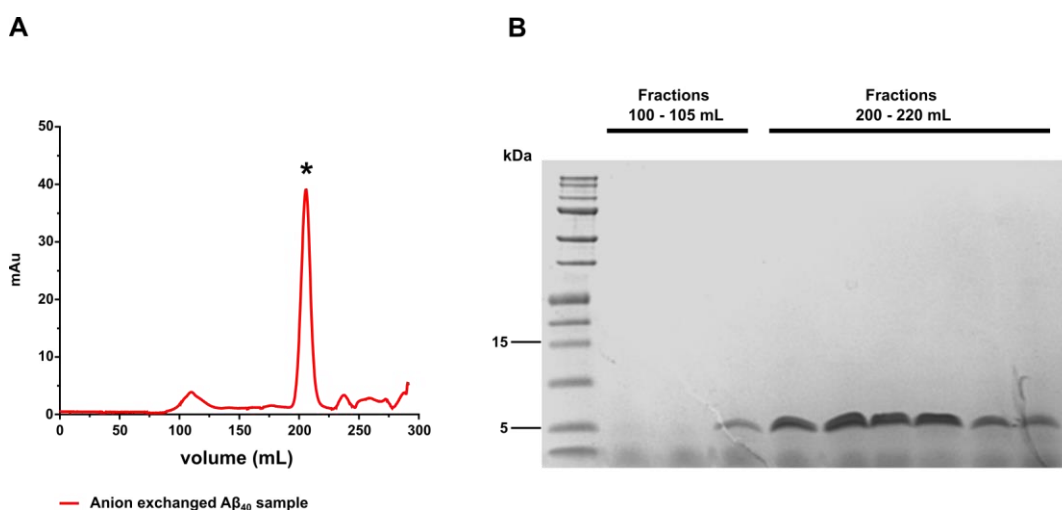 A
B
Fractions
100 - 105 mL
Fractions
200 - 220 mL
kDa
50
40
30
20
10
0
mAu
*
0
50
100
150
200
250
300
volume (mL)
Anion exchanged Aβ₄₀ sample
15
5